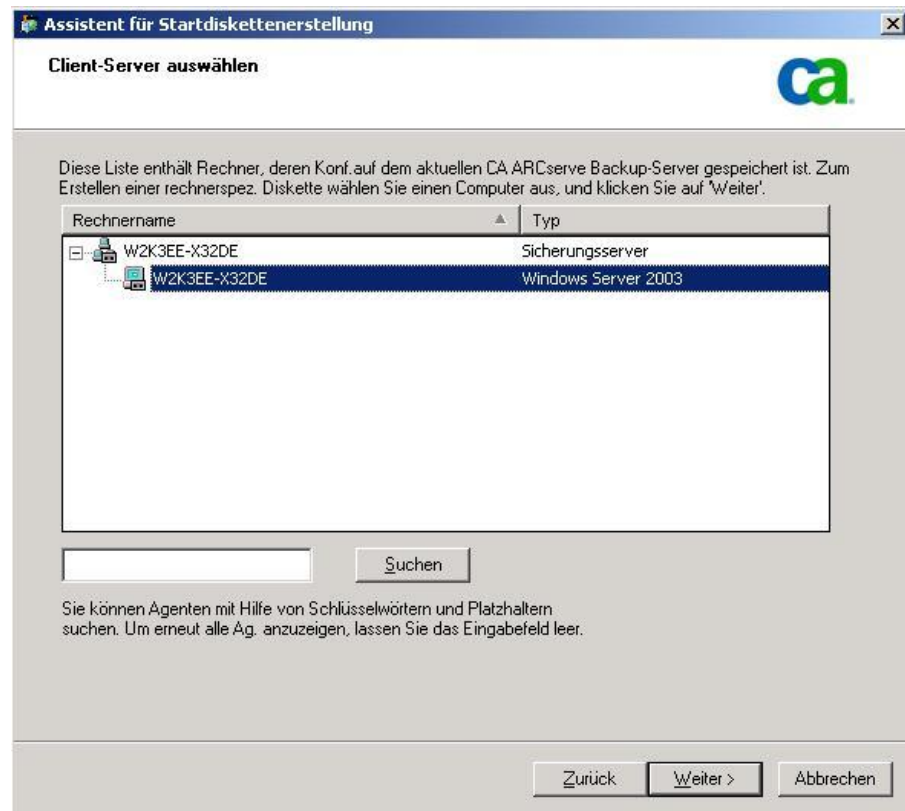 Assistent für Startdiskettenerstellung
Client-Server auswählen
ca
Diese Liste enthält Rechner, deren Konf.auf dem aktuellen CA ARCserve Backup-Server gespeichert ist. Zum
Erstellen einer rechnerspez. Diskette wählen Sie einen Computer aus, und klicken Sie auf 'Weiter'.
Rechnername Typ
W2K3EE-X32DE Sicherungsserver
W2K3EE-X32DE Windows Server 2003
Suchen
Sie können Agenten mit Hilfe von Schlüsselwörtern und Platzhaltern
suchen. Um erneut alle Ag. anzuzeigen, lassen Sie das Eingabefeld leer.
Zurück Weiter > Abbrechen